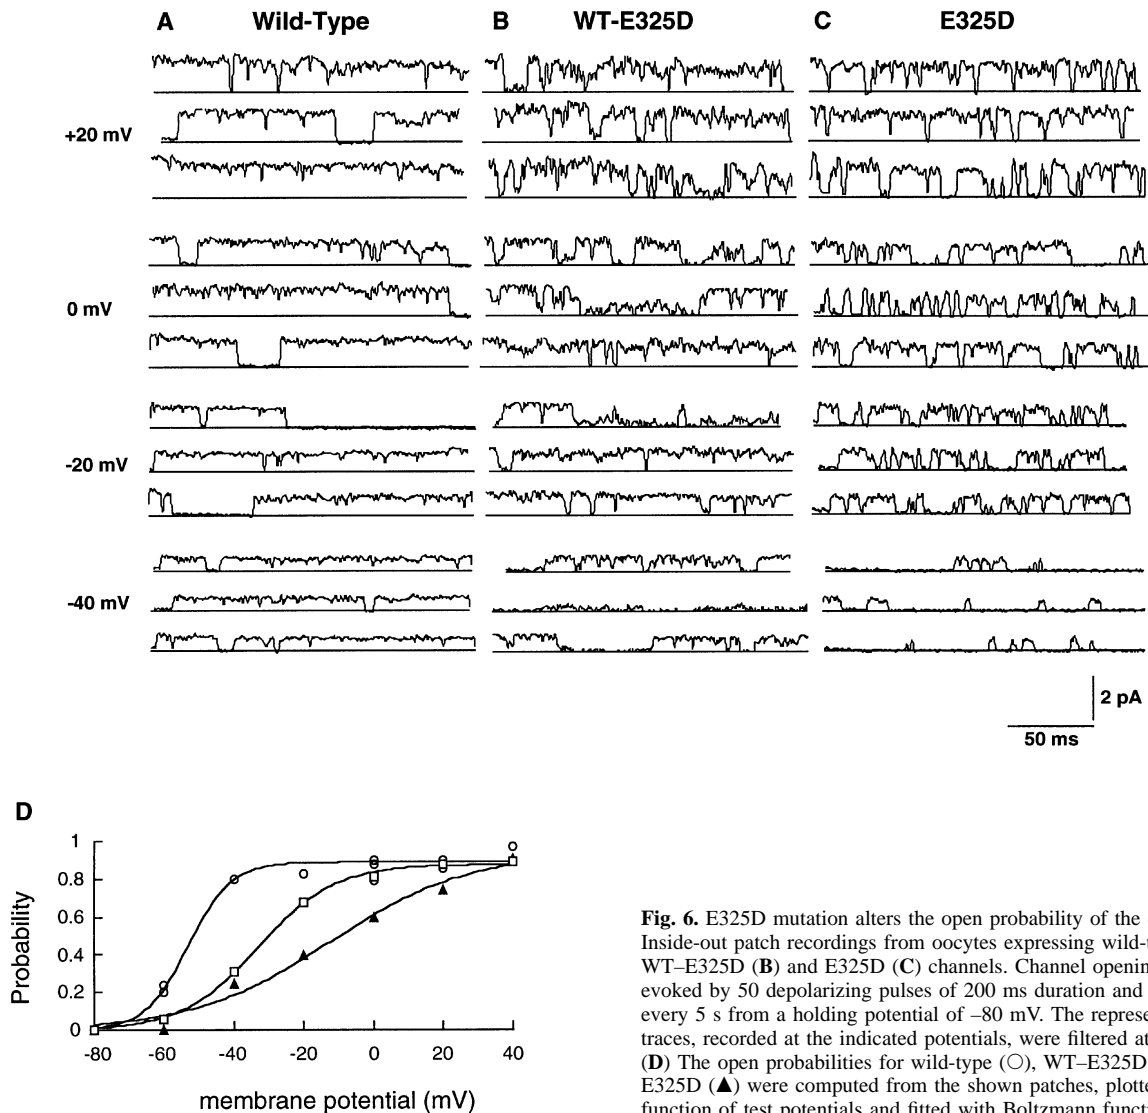 A Wild-Type
B WT-E325D
C E325D
+20 mV
0 mV
-20 mV
-40 mV
2 pA
50 ms
D
Probability
1
0.8
0.6
0.4
0.2
0
-80 -60 -40 -20 0 20 40
membrane potential (mV)
Fig. 6. E325D mutation alters the open probability of the
Inside-out patch recordings from oocytes expressing
WT–E325D (B) and E325D (C) channels. Channel
evoked by 50 depolarizing pulses of 200 ms duration and
every 5 s from a holding potential of –80 mV. The
traces, recorded at the indicated potentials, were filtered at
(D) The open probabilities for wild-type (○), WT–E325D
E325D (▲) were computed from the shown patches,
function of test potentials and fitted with Boltzmann